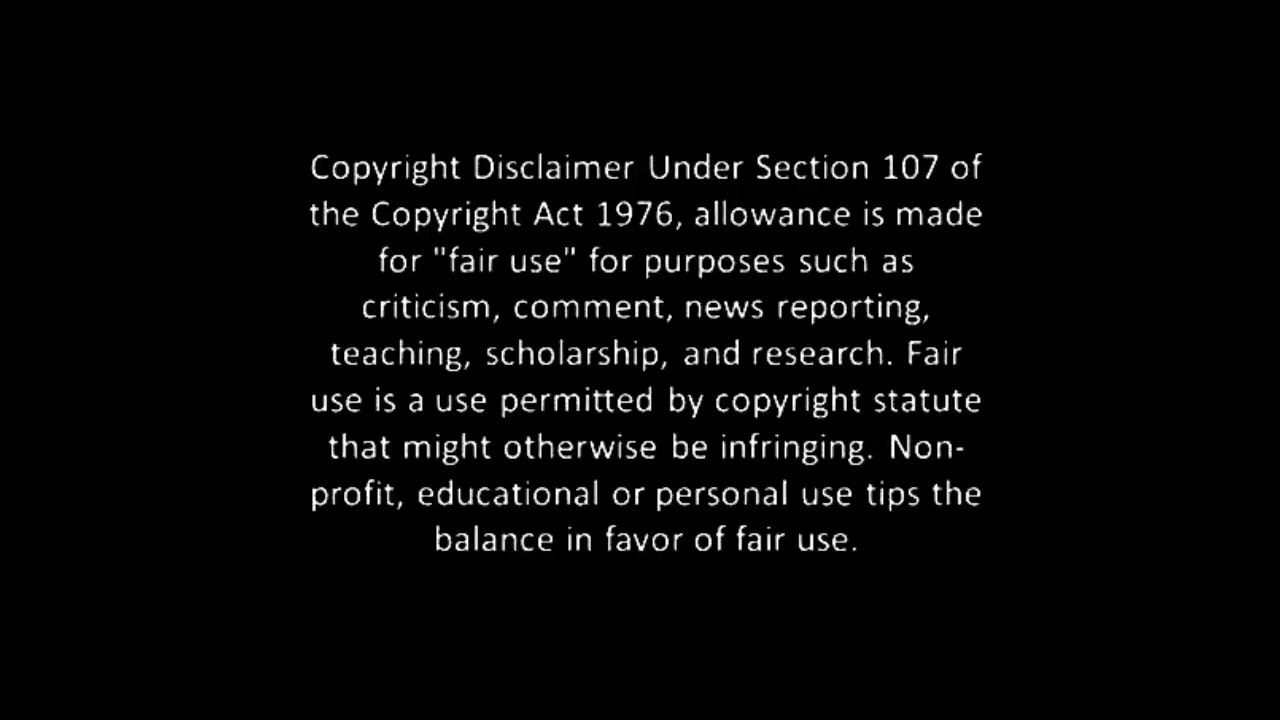 Copyright Disclaimer Under Section 107 of
the Copyright Act 1976, allowance is made
for "fair use" for purposes such as
criticism, comment, news reporting,
teaching, scholarship, and research. Fair
use is a use permitted by copyright statute
that might otherwise be infringing. Non-
profit, educational or personal use tips the
balance in favor of fair use.